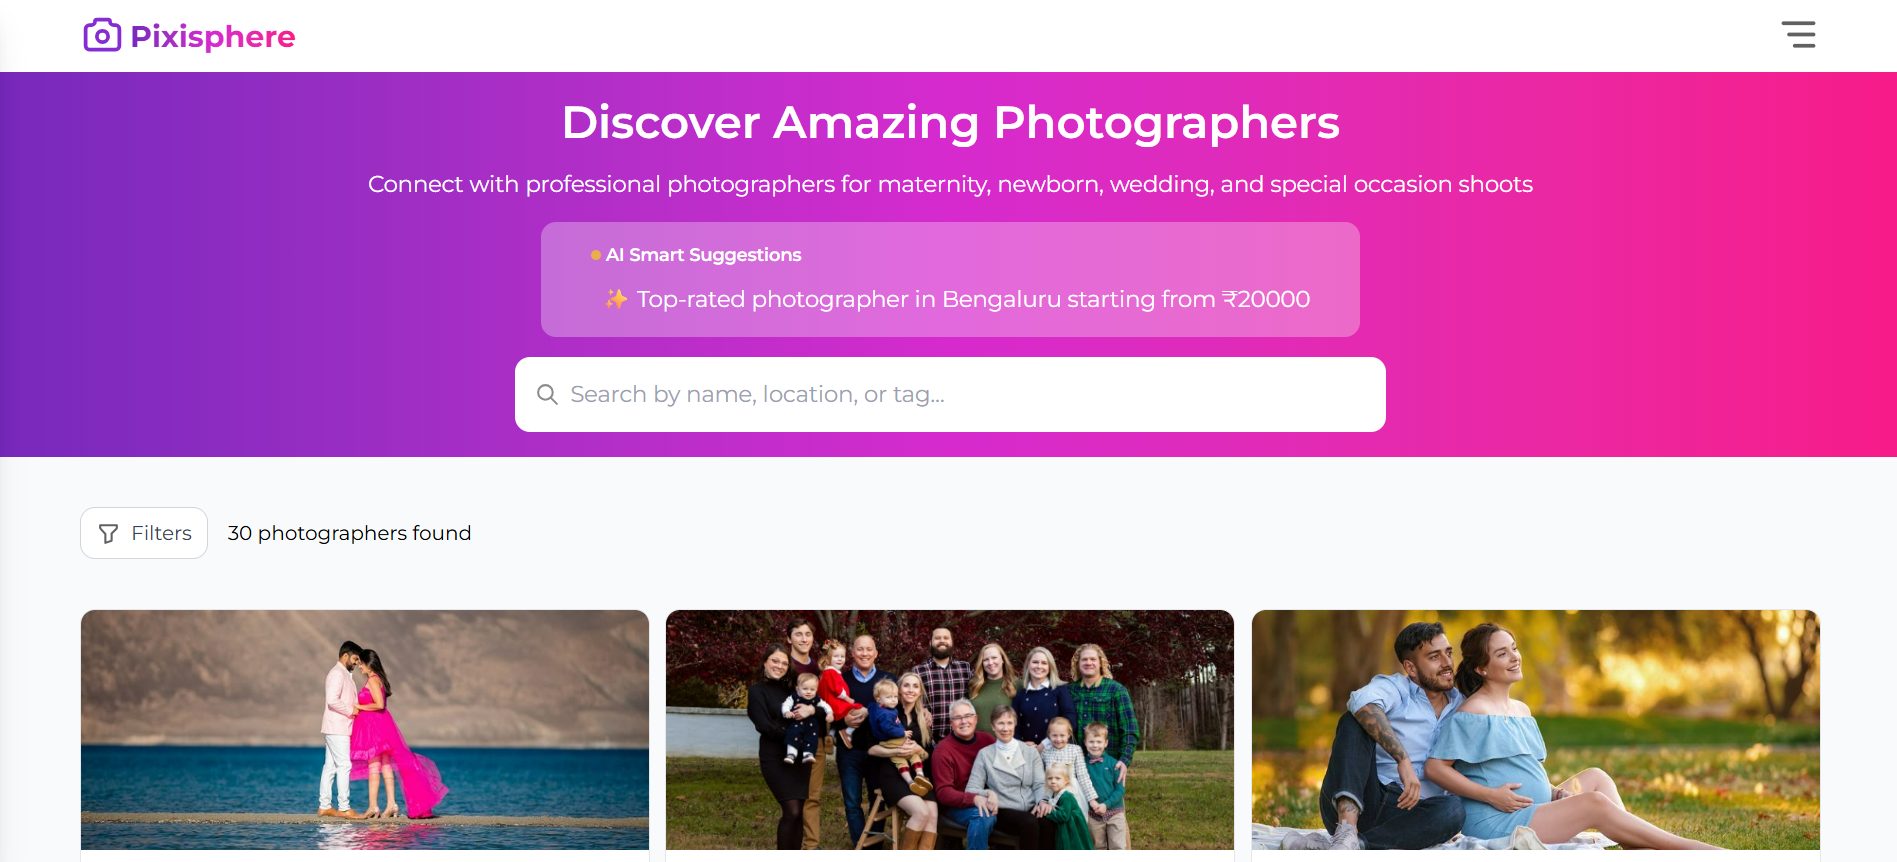 Pixisphere
Discover Amazing Photographers
Connect with professional photographers for maternity, newborn, wedding, and special occasion shoots
AI Smart Suggestions
✨ Top-rated photographer in Bengaluru starting from ₹20000
Search by name, location, or tag...
Filters
30 photographers found